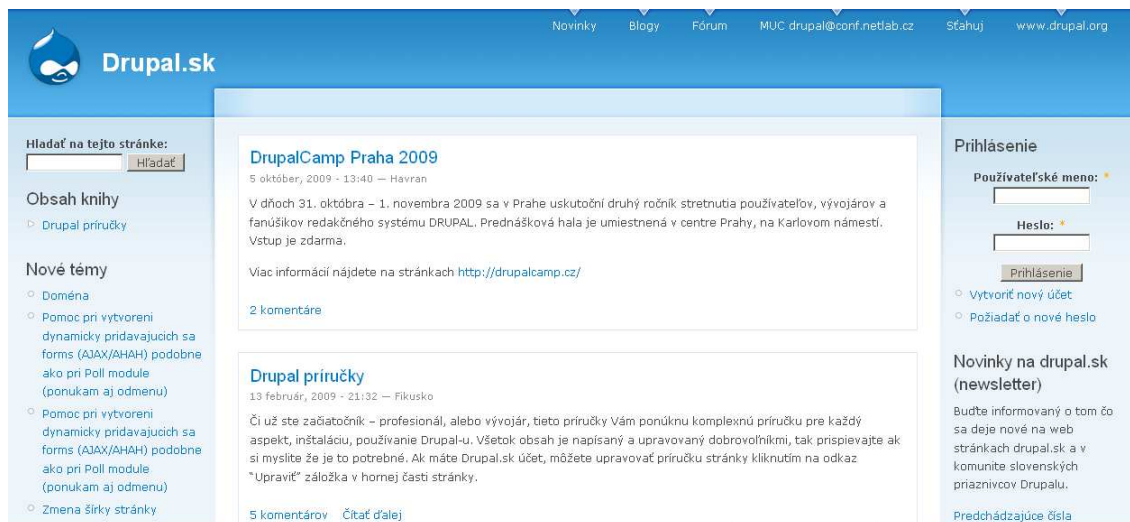 Novinky Blogy Fórum MUC drupal@conf.netlab.cz Sťahuj www.drupal.org
Drupal.sk
Hladať na tejto stránke:
Hľadať
Obsah knihy
Drupal príručky
Nové témy
Doména
Pomoc pri vytvoreni
dynamicky pridavajucich sa
forms (AJAX/AHAH) podobne
ako pri Poll module
(ponukam aj odmenu)
Pomoc pri vytvoreni
dynamicky pridavajucich sa
forms (AJAX/AHAH) podobne
ako pri Poll module
(ponukam aj odmenu)
Zmena šírky stránky
DrupalCamp Praha 2009
5 október, 2009 - 13:40 — Havran
V dňoch 31. októbra – 1. novembra 2009 sa v Prahe uskutoční druhý ročník stretnutia používateľov, vývojárov a
fanúšikov redakčného systému DRUPAL. Prednášková hala je umiestnená v centre Prahy, na Karlovom námestí.
Vstup je zdarma.
Viac informácií nájdete na stránkach http://drupalcamp.cz/
2 komentáre
Drupal príručky
13 február, 2009 - 21:32 — Fikusko
Či už ste začiatočník – profesionál, alebo vývojár, tieto príručky Vám ponúknu komplexnú príručku pre každý
aspekt, inštaláciu, používanie Drupal-u. Všetok obsah je napísaný a upravovaný dobrovoľníkmi, tak prispievajte ak
si myslite že je to potrebné. Ak máte Drupal.sk účet, môžete upravovať príručku stránky kliknutím na odkaz
"Upraviť" záložka v hornej časti stránky.
5 komentárov Čítať ďalej
Prihlásenie
Používateľské meno: *
Heslo: *
Prihlásenie
Vytvoriť nový účet
Požiadať o nové heslo
Novinky na drupal.sk
(newsletter)
Buďte informovaný o tom čo
sa deje nové na web
stránkach drupal.sk a v
komunite slovenských
priaznivcov Drupalu.
Predchádzajúce čísla